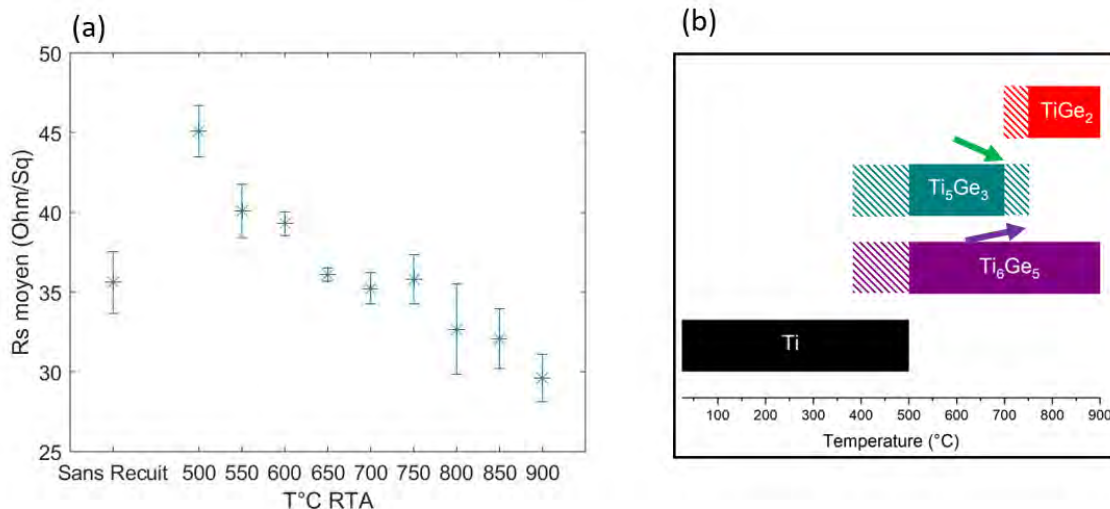 (a)
50
45
40
35
30
25
Rs moyen (Ohm/Sq)
Sans Recuit 500 550 600 650 700 750 800 850 900
T°C RTA
(b)
TiGe₂
Ti₅Ge₃
Ti₆Ge₅
Ti
100 200 300 400 500 600 700 800 900
Temperature (°C)